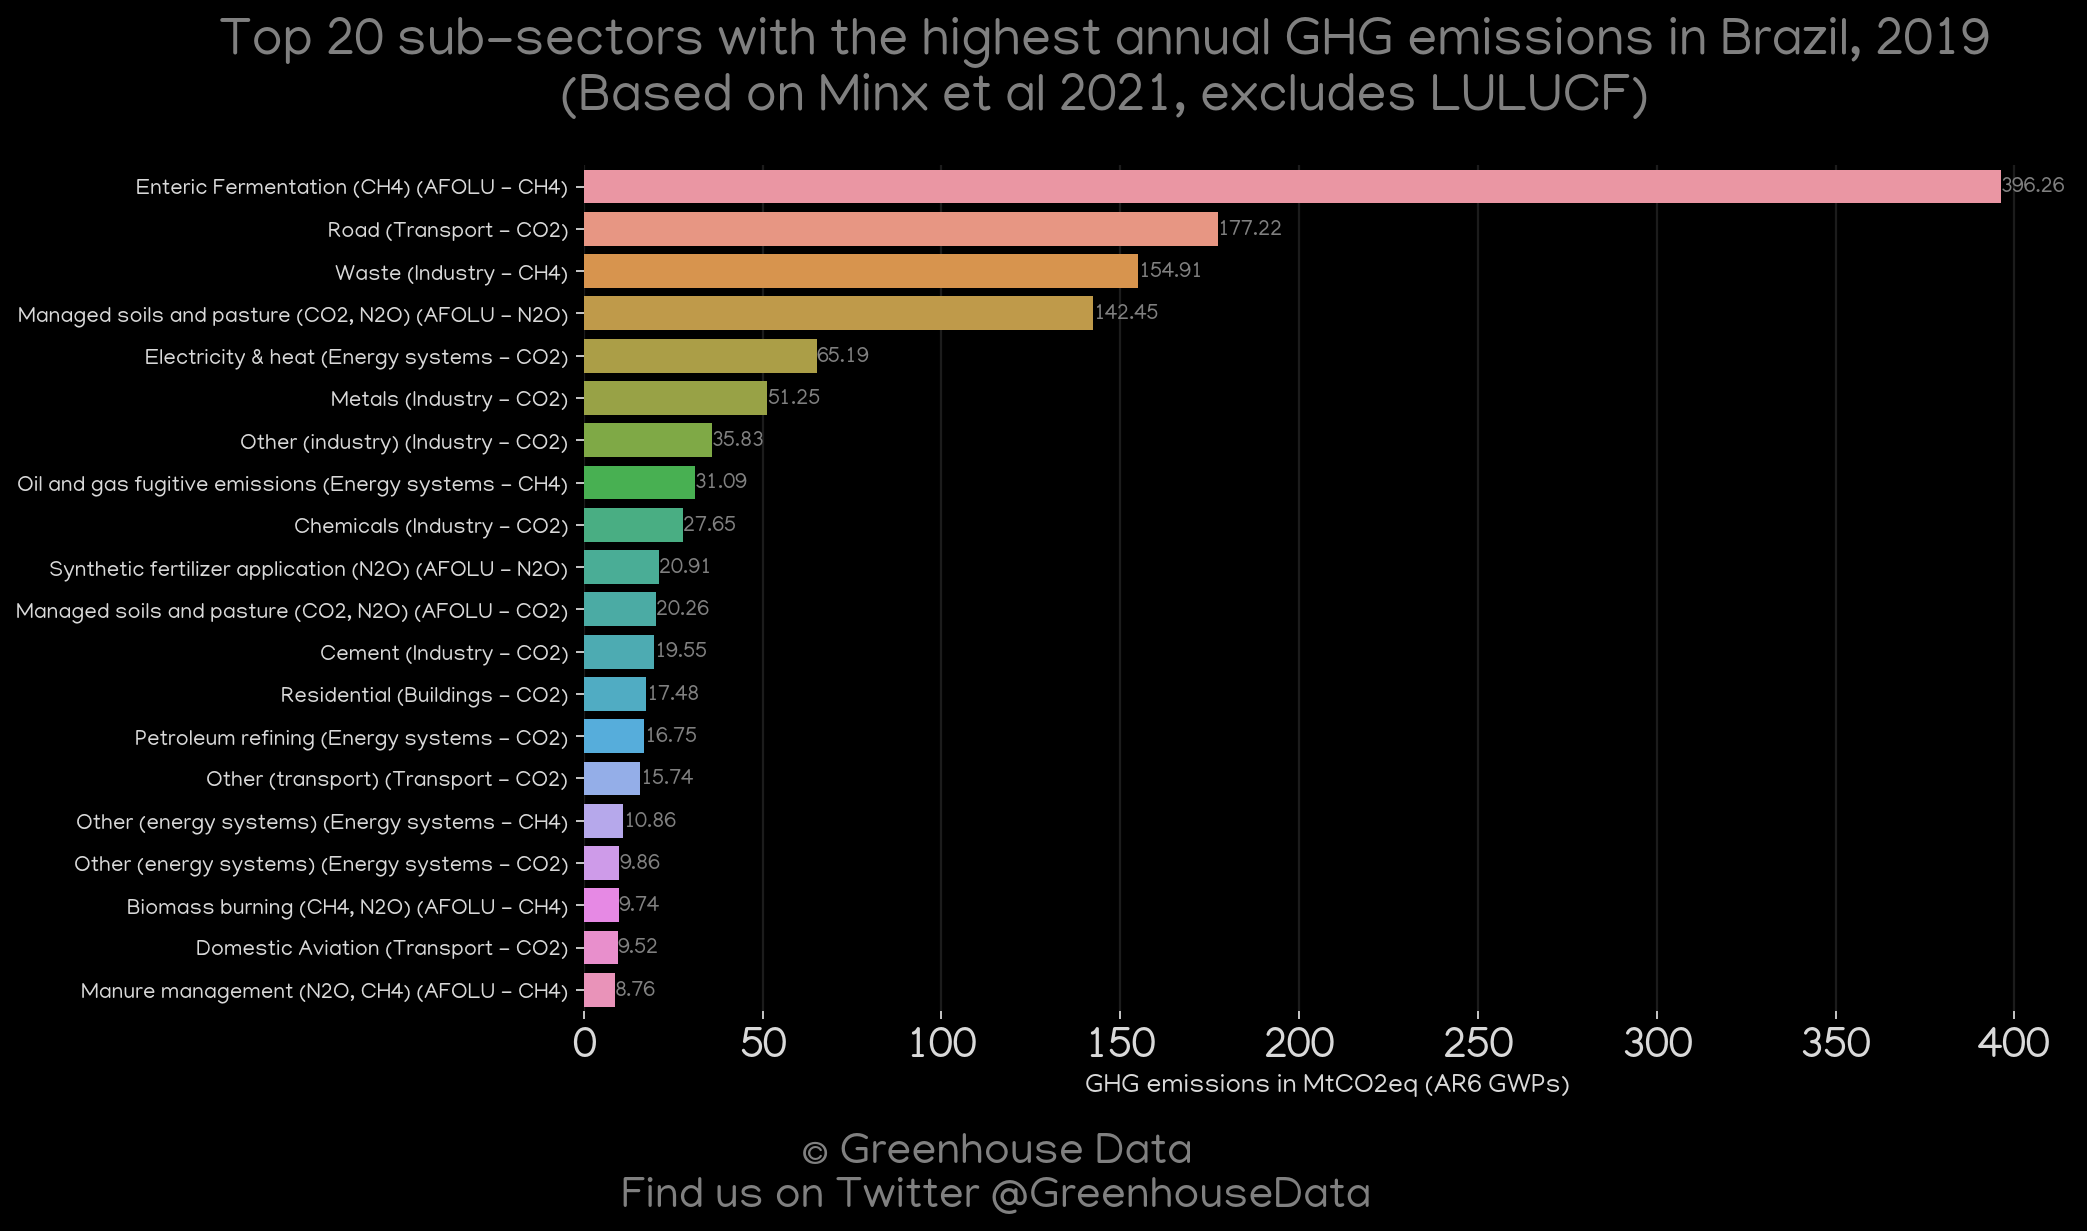 Top 20 sub-sectors with the highest annual GHG emissions in Brazil, 2019
(Based on Minx et al 2021, excludes LULUCF)
Enteric Fermentation (CH4) (AFOLU - CH4) 396.26
Road (Transport - CO2) 177.22
Waste (Industry - CH4) 154.91
Managed soils and pasture (CO2, N2O) (AFOLU - N2O) 142.45
Electricity & heat (Energy systems - CO2) 65.19
Metals (Industry - CO2) 51.25
Other (industry) (Industry - CO2) 35.83
Oil and gas fugitive emissions (Energy systems - CH4) 31.09
Chemicals (Industry - CO2) 27.65
Synthetic fertilizer application (N2O) (AFOLU - N2O) 20.91
Managed soils and pasture (CO2, N2O) (AFOLU - CO2) 20.26
Cement (Industry - CO2) 19.55
Residential (Buildings - CO2) 17.48
Petroleum refining (Energy systems - CO2) 16.75
Other (transport) (Transport - CO2) 15.74
Other (energy systems) (Energy systems - CH4) 10.86
Other (energy systems) (Energy systems - CO2) 9.86
Biomass burning (CH4, N2O) (AFOLU - CH4) 9.74
Domestic Aviation (Transport - CO2) 9.52
Manure management (N2O, CH4) (AFOLU - CH4) 8.76
0 50 100 150 200 250 300 350 400
GHG emissions in MtCO2eq (AR6 GWPs)
© Greenhouse Data
Find us on Twitter @GreenhouseData